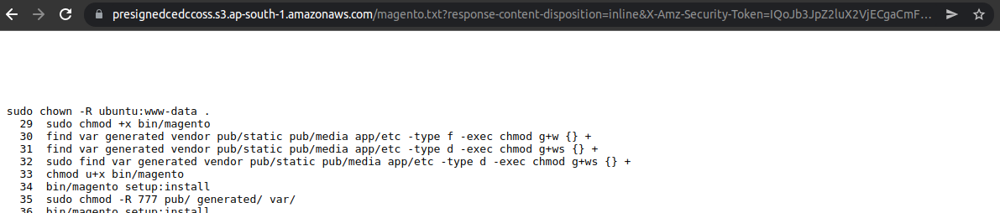 presignedcedccoss.s3.ap-south-1.amazonaws.com/magento.txt?response-content-disposition=inline&X-Amz-Security-Token=IQoJb3JpZ2luX2VjECgaCmF...
sudo chown -R ubuntu:www-data .
29 sudo chmod +x bin/magento
30 find var generated vendor pub/static pub/media app/etc -type f -exec chmod g+w {} +
31 find var generated vendor pub/static pub/media app/etc -type d -exec chmod g+ws {} +
32 sudo find var generated vendor pub/static pub/media app/etc -type d -exec chmod g+ws {} +
33 chmod u+x bin/magento
34 bin/magento setup:install
35 sudo chmod -R 777 pub/ generated/ var/
36 bin/magento setup:install